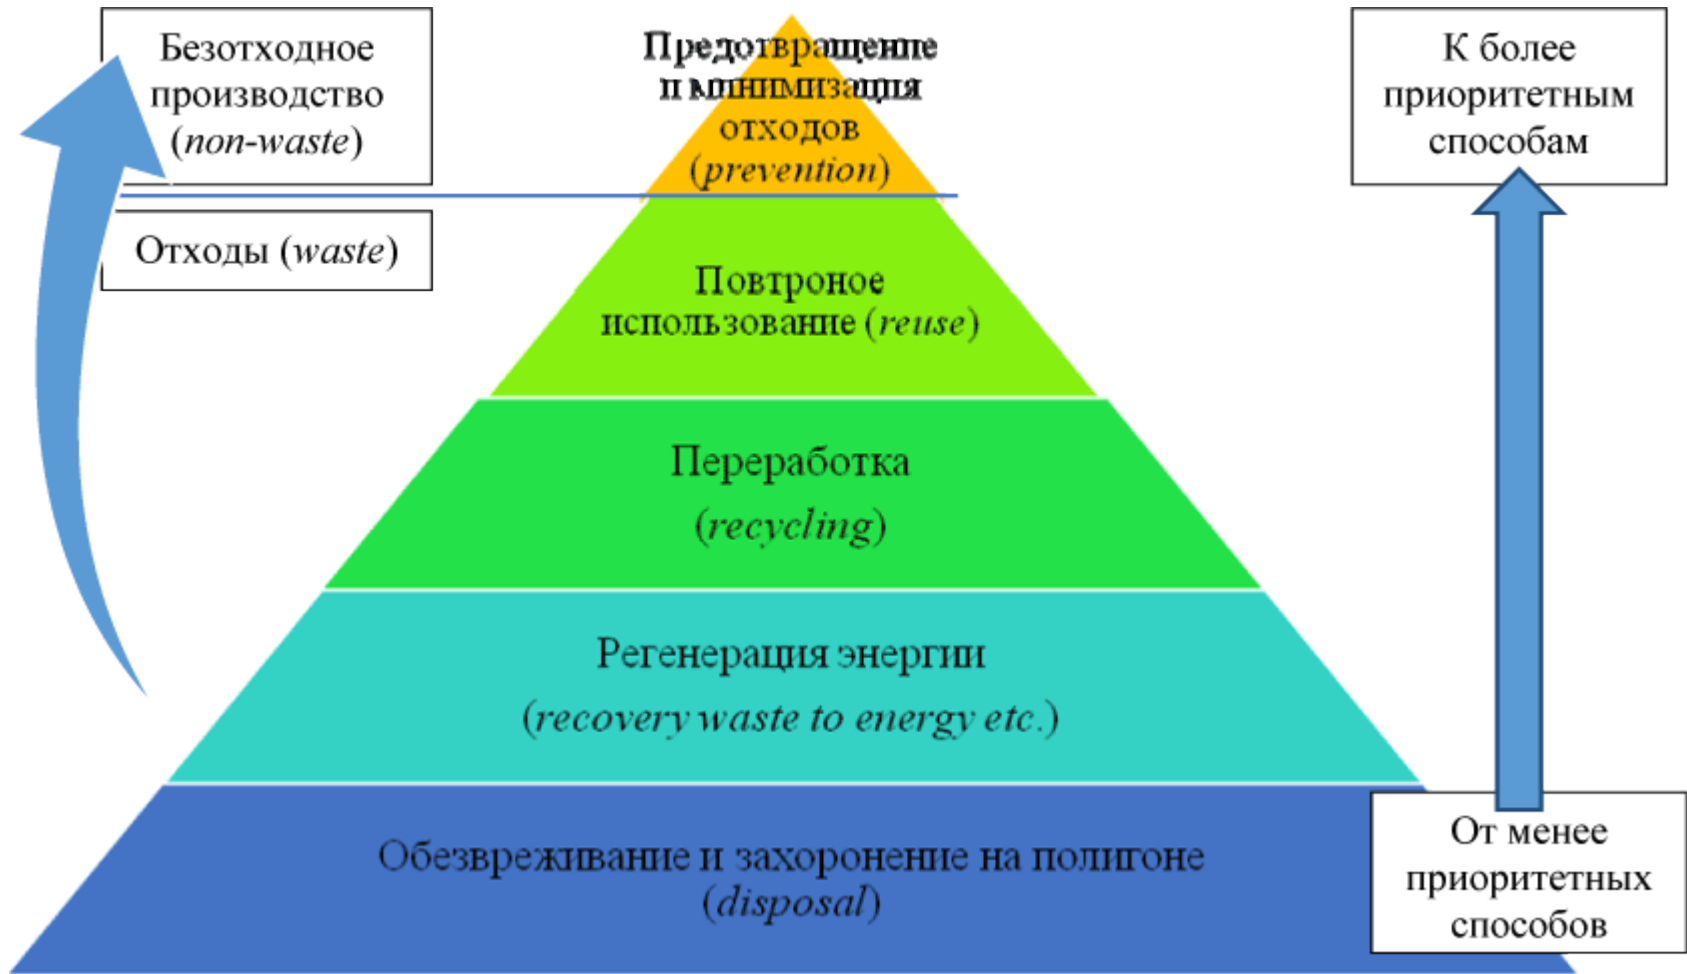 Безотходное
производство
(non-waste)
Отходы (waste)
Предотвращение
и минимизация
отходов
(prevention)
Повтроное
использование (reuse)
Переработка
(recycling)
Регенерация энергии
(recovery waste to energy etc.)
Обезвреживание и захоронение на полигоне
(disposal)
К более
приоритетным
способам
От менее
приоритетных
способов